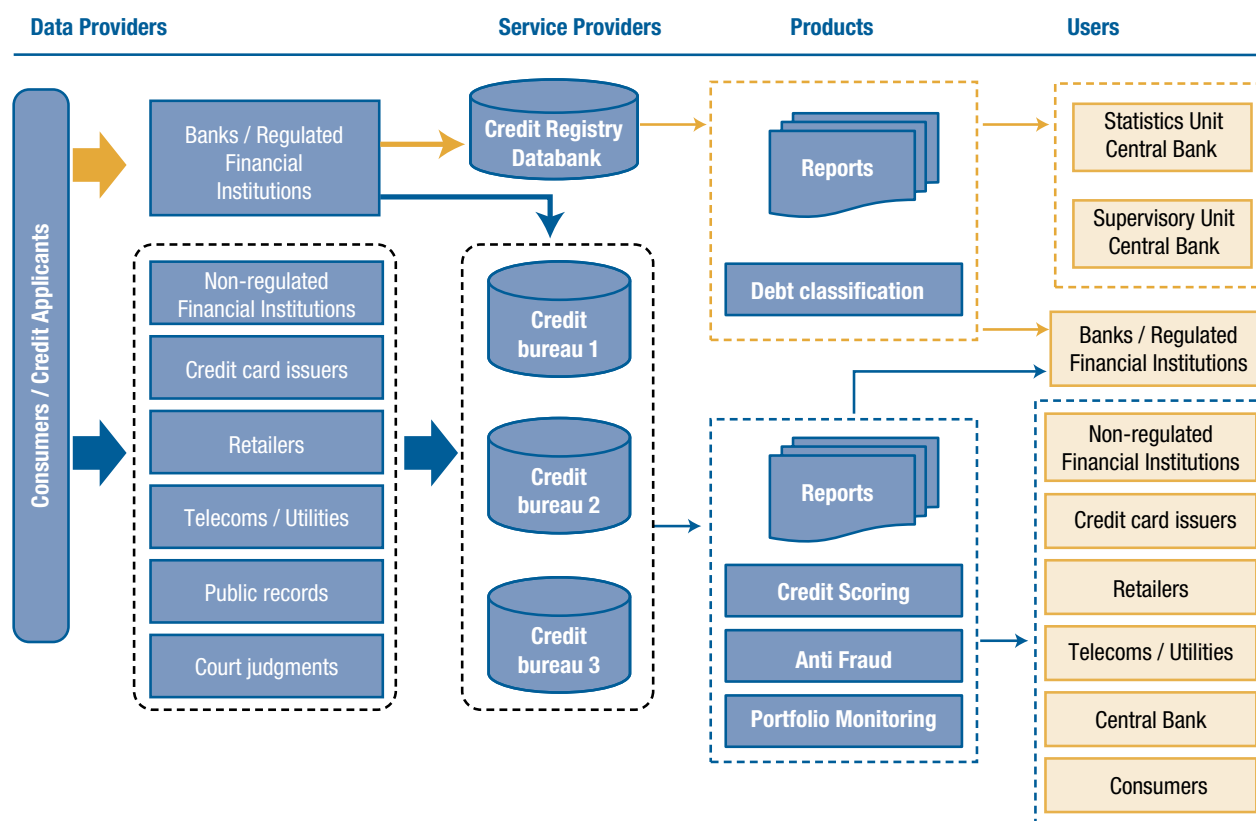 Data Providers
Service Providers
Products
Users
Consumers / Credit Applicants
Banks / Regulated
Financial
Institutions
Non-regulated
Financial Institutions
Credit card issuers
Retailers
Telecoms / Utilities
Public records
Court judgments
Credit Registry
Databank
Credit
bureau 1
Credit
bureau 2
Credit
bureau 3
Reports
Debt classification
Reports
Credit Scoring
Anti Fraud
Portfolio Monitoring
Statistics Unit
Central Bank
Supervisory Unit
Central Bank
Banks / Regulated
Financial Institutions
Non-regulated
Financial Institutions
Credit card issuers
Retailers
Telecoms / Utilities
Central Bank
Consumers